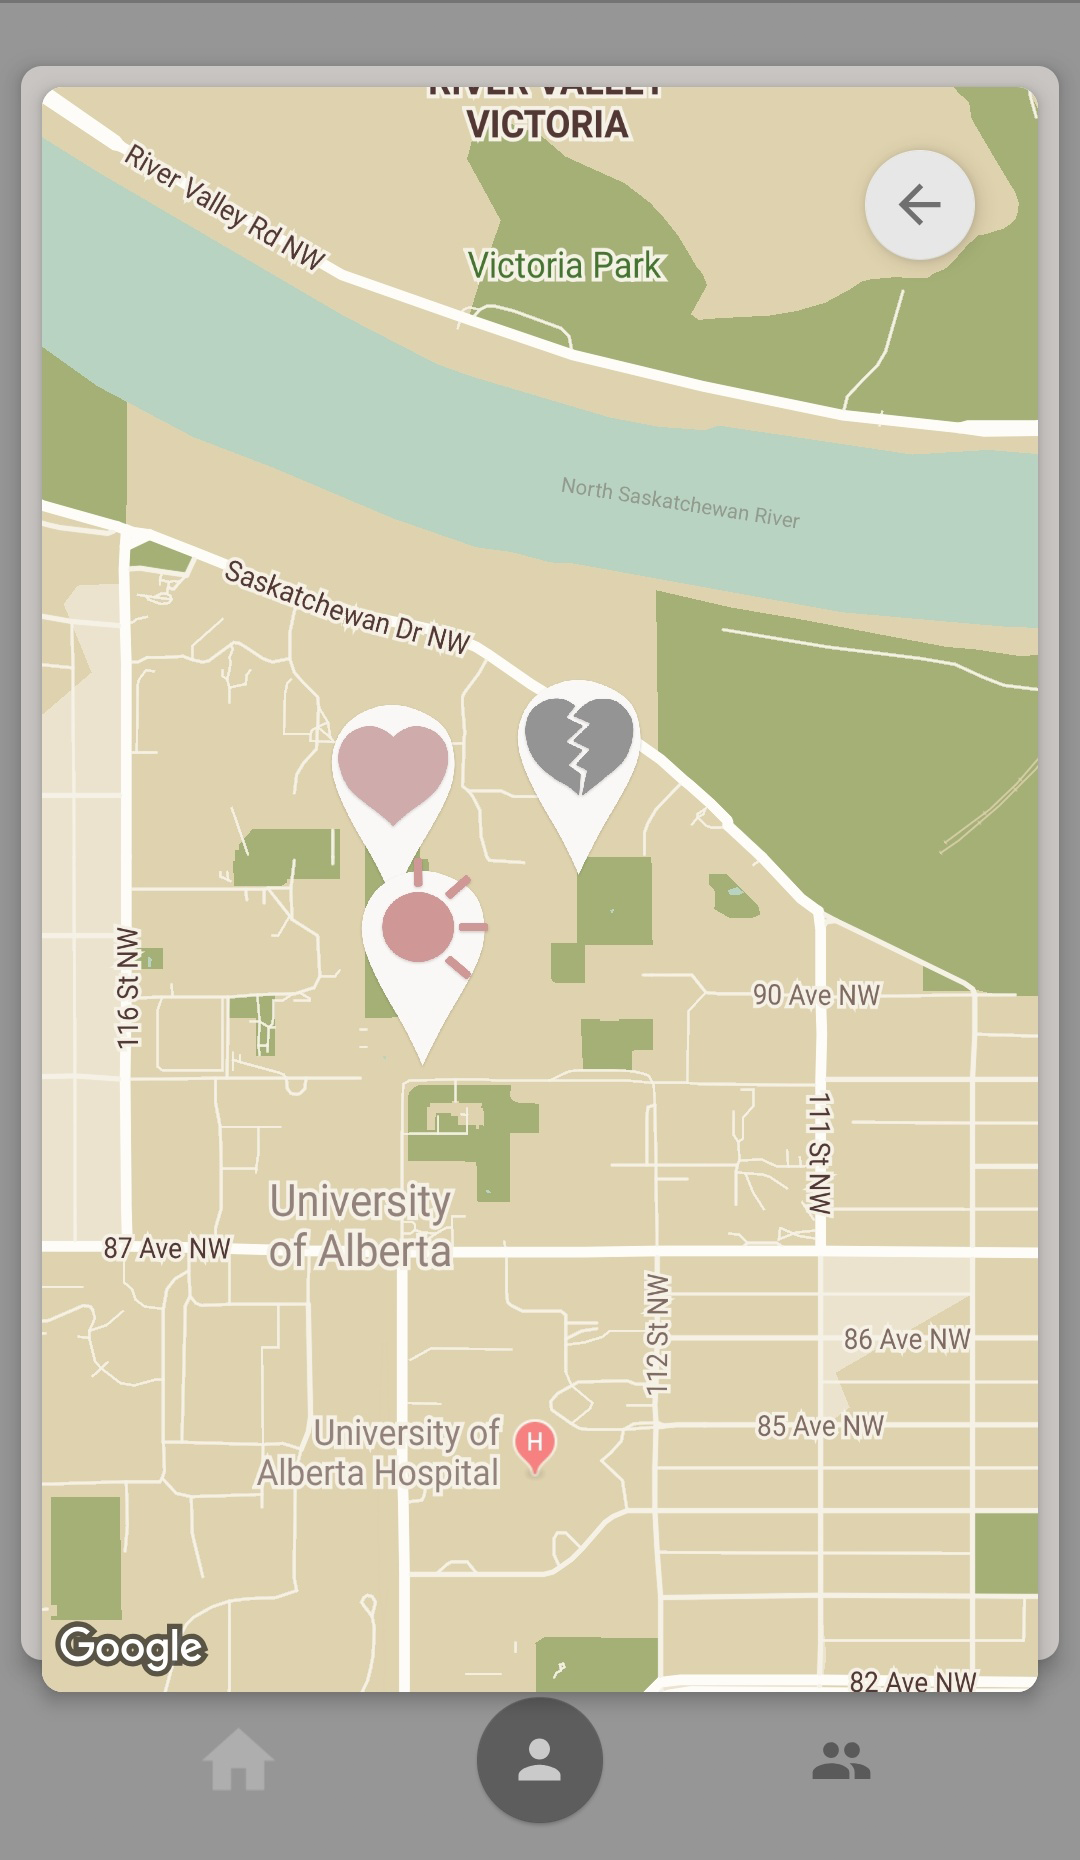 RIVER VALLEY
VICTORIA
River Valley Rd NW
Victoria Park
North Saskatchewan River
Saskatchewan Dr NW
116 St NW
90 Ave NW
111 St NW
University
of Alberta
87 Ave NW
112 St NW
86 Ave NW
85 Ave NW
University of
Alberta Hospital
H
Google
82 Ave NW